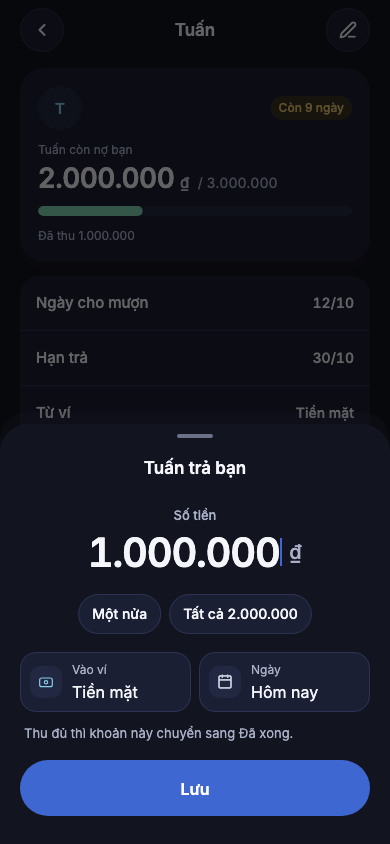 Tuấn
T
Còn 9 ngày
Tuấn còn nợ bạn
2.000.000 ₫ / 3.000.000
Đã thu 1.000.000
Ngày cho mượn 12/10
Hạn trả 30/10
Từ ví Tiền mặt
Tuấn trả bạn
Số tiền
1.000.000 ₫
Một nửa
Tất cả 2.000.000
Vào ví
Tiền mặt
Ngày
Hôm nay
Thu đủ thì khoản này chuyển sang Đã xong.
Lưu